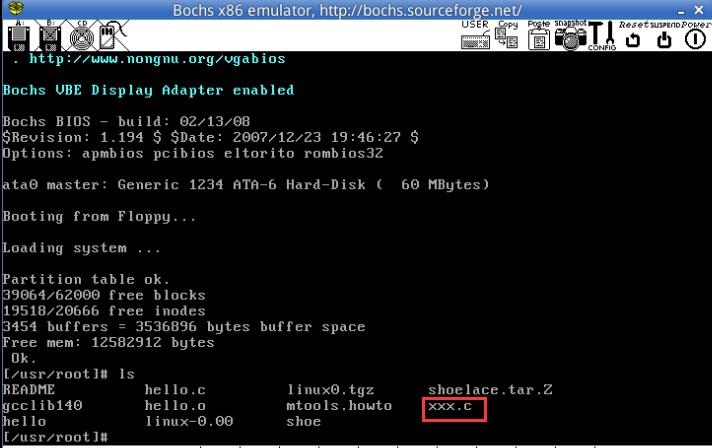 Bochs x86 emulator, http://bochs.sourceforge.net/
A: B: CD USER Copy Paste snapshot CONFIG Reset SUSPEND Power
. http://www.nongnu.org/vgabios
Bochs VBE Display Adapter enabled
Bochs BIOS - build: 02/13/08
$Revision: 1.194 $ $Date: 2007/12/23 19:46:27 $
Options: apmbios pcibios eltorito rombios32
ata0 master: Generic 1234 ATA-6 Hard-Disk ( 60 MBytes)
Booting from Floppy...
Loading system ...
Partition table ok.
39064/62000 free blocks
19518/20666 free inodes
3454 buffers = 3536896 bytes buffer space
Free mem: 12582912 bytes
Ok.
[/usr/root]# ls
README hello.c linux0.tgz shoelace.tar.Z
gcclib140 hello.o mtools.howto xxx.c
hello linux-0.00 shoe
[/usr/root]#